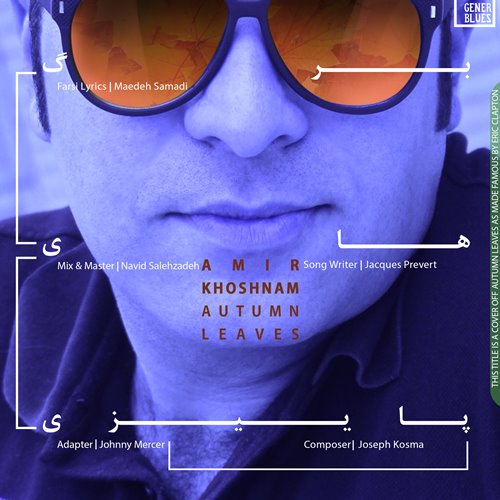 GENER
BLUES
برگ
Farsi Lyrics | Maedeh Samadi
های
Mix & Master | Navid Salehzadeh
Song Writer | Jacques Prevert
AMIR
KHOSHNAM
AUTUMN
LEAVES
پاییزی
Adapter | Johnny Mercer
Composer | Joseph Kosma
THIS TITLE IS A COVER OFF AUTUMN LEAVES AS MADE FAMOUS BY ERIC CLAPTON